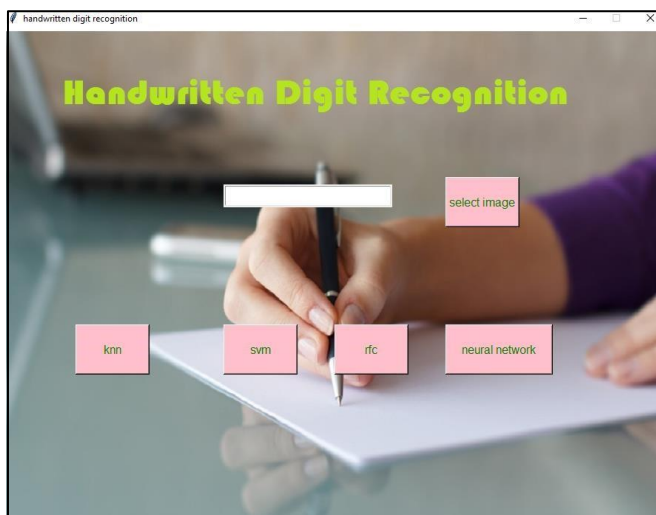 handwritten digit recognition
Handwritten Digit Recognition
select image
knn svm rfc neural network